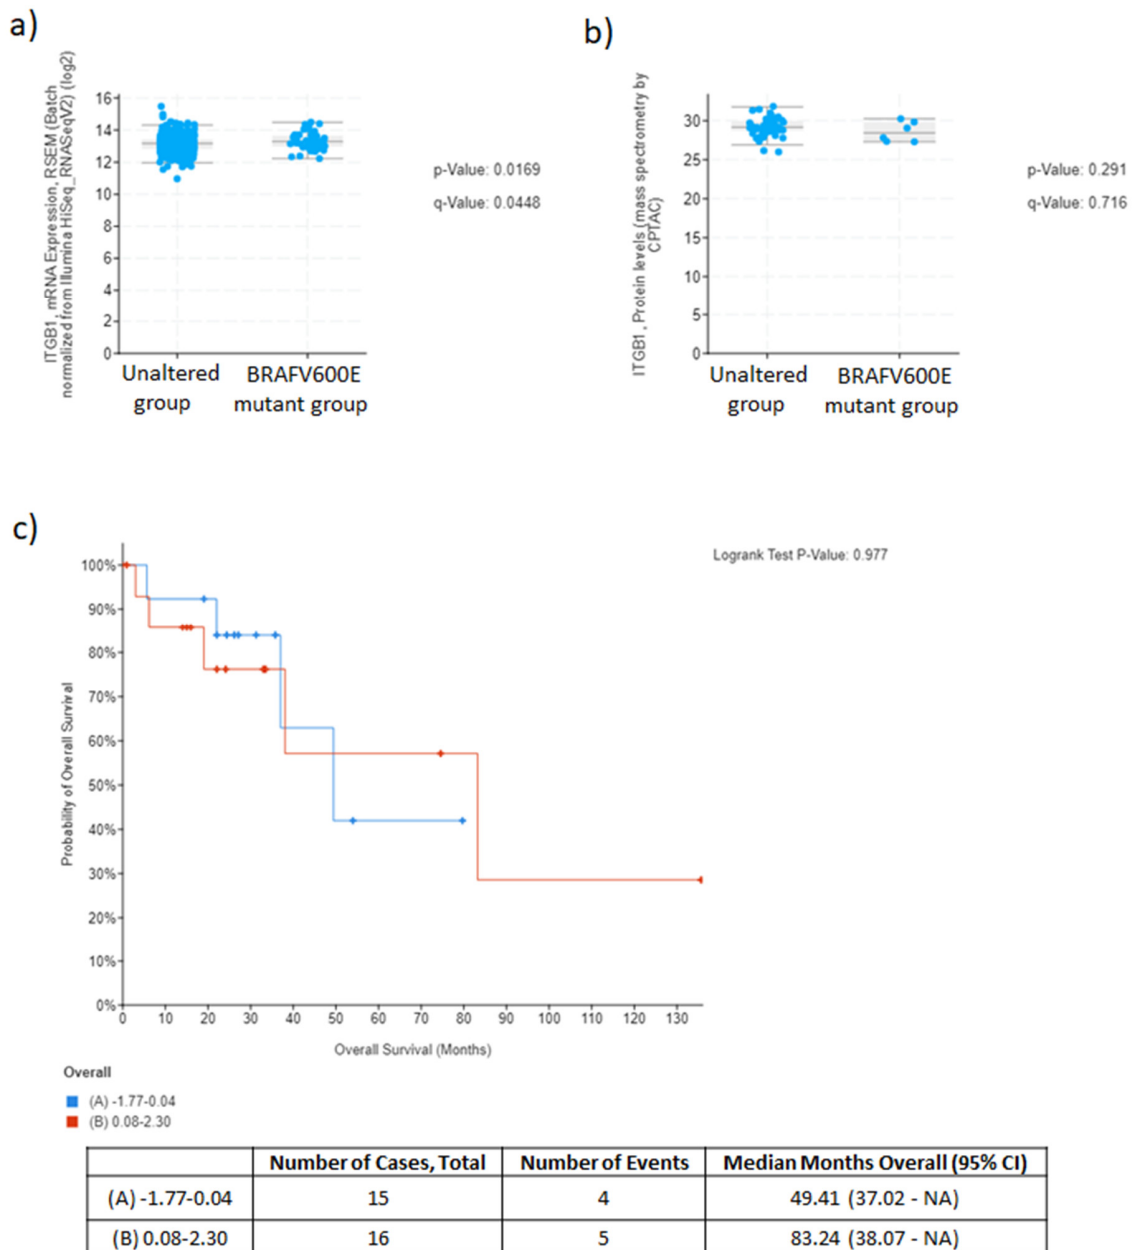 a)
ITGB1, mRNA Expression, RSEM (Batch
normalized from Illumina HiSeq_RNASeqV2) (log2)
16
14
12
10
8
6
4
2
0
Unaltered
group
BRAFV600E
mutant group
p-Value: 0.0169
q-Value: 0.0448
b)
ITGB1, Protein levels (mass spectrometry by
CPTAC)
30
25
20
15
10
5
0
Unaltered
group
BRAFV600E
mutant group
p-Value: 0.291
q-Value: 0.716
c)
Logrank Test P-Value: 0.977
Probability of Overall Survival
100%
90%
80%
70%
60%
50%
40%
30%
20%
10%
0%
0 10 20 30 40 50 60 70 80 90 100 110 120 130
Overall Survival (Months)
Overall
(A) -1.77-0.04
(B) 0.08-2.30
Number of Cases, Total Number of Events Median Months Overall (95% CI)
(A) -1.77-0.04 15 4 49.41 (37.02 - NA)
(B) 0.08-2.30 16 5 83.24 (38.07 - NA)